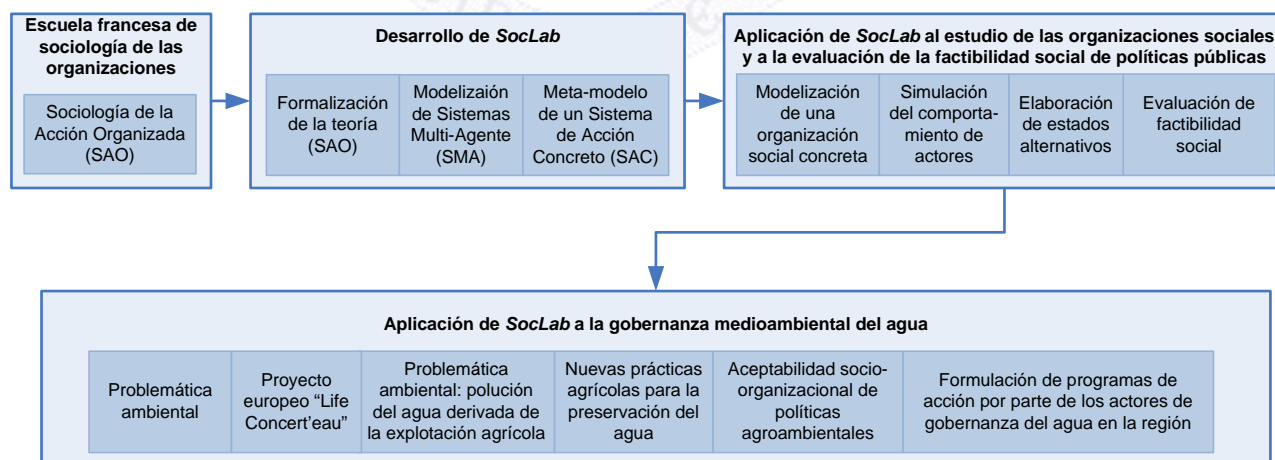 Escuela francesa de
sociología de las
organizaciones
Sociología de la
Acción Organizada
(SAO)
Desarrollo de SocLab
Formalización
de la teoría
(SAO)
Modelizaión
de Sistemas
Multi-Agente
(SMA)
Meta-modelo
de un Sistema
de Acción
Concreto (SAC)
Aplicación de SocLab al estudio de las organizaciones sociales
y a la evaluación de la factibilidad social de políticas públicas
Modelización
de una
organización
social concreta
Simulación
del comporta-
miento de
actores
Elaboración
de estados
alternativos
Evaluación de
factibilidad
social
Aplicación de SocLab a la gobernanza medioambiental del agua
Problemática
ambiental
Proyecto
europeo “Life
Concert’eau”
Problemática
ambiental: polución
del agua derivada de
la explotación agrícola
Nuevas prácticas
agrícolas para la
preservación del
agua
Aceptabilidad socio-
organizacional de
políticas
agroambientales
Formulación de programas de
acción por parte de los actores de
gobernanza del agua en la región